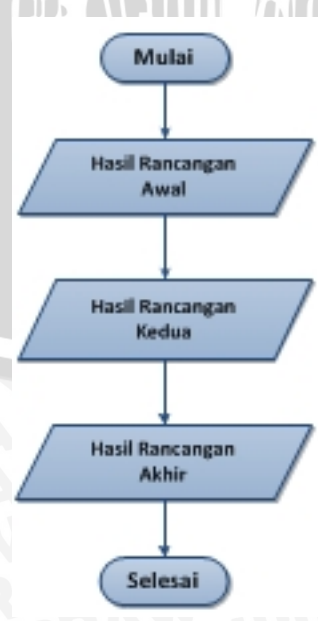 Mulai
Hasil Rancangan
Awal
Hasil Rancangan
Kedua
Hasil Rancangan
Akhir
Selesai